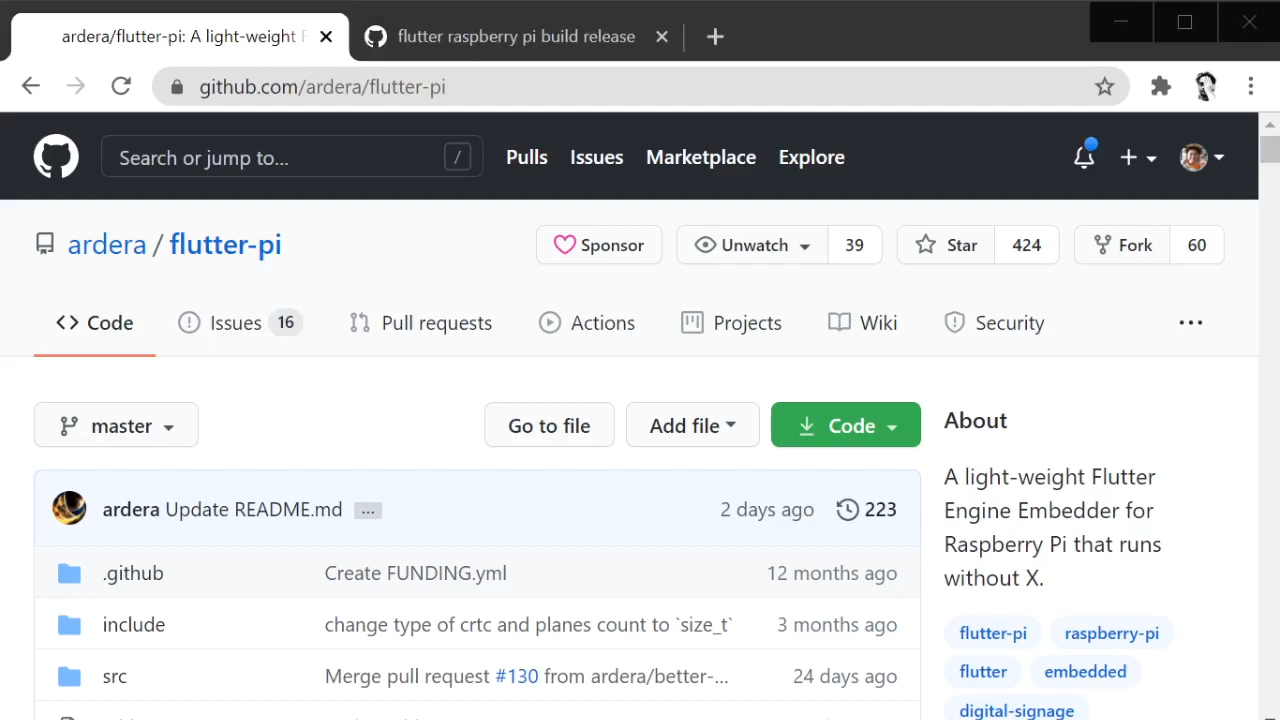 ardera/flutter-pi: A light-weight F
flutter raspberry pi build release
github.com/ardera/flutter-pi
Search or jump to... /
Pulls Issues Marketplace Explore
ardera / flutter-pi
Sponsor Unwatch 39 Star 424 Fork 60
Code Issues 16 Pull requests Actions Projects Wiki Security ...
master Go to file Add file Code
About
A light-weight Flutter
Engine Embedder for
Raspberry Pi that runs
without X.
flutter-pi raspberry-pi
flutter embedded
digital-signage
ardera Update README.md ... 2 days ago 223
.github Create FUNDING.yml 12 months ago
include change type of crtc and planes count to `size_t` 3 months ago
src Merge pull request #130 from ardera/better-... 24 days ago